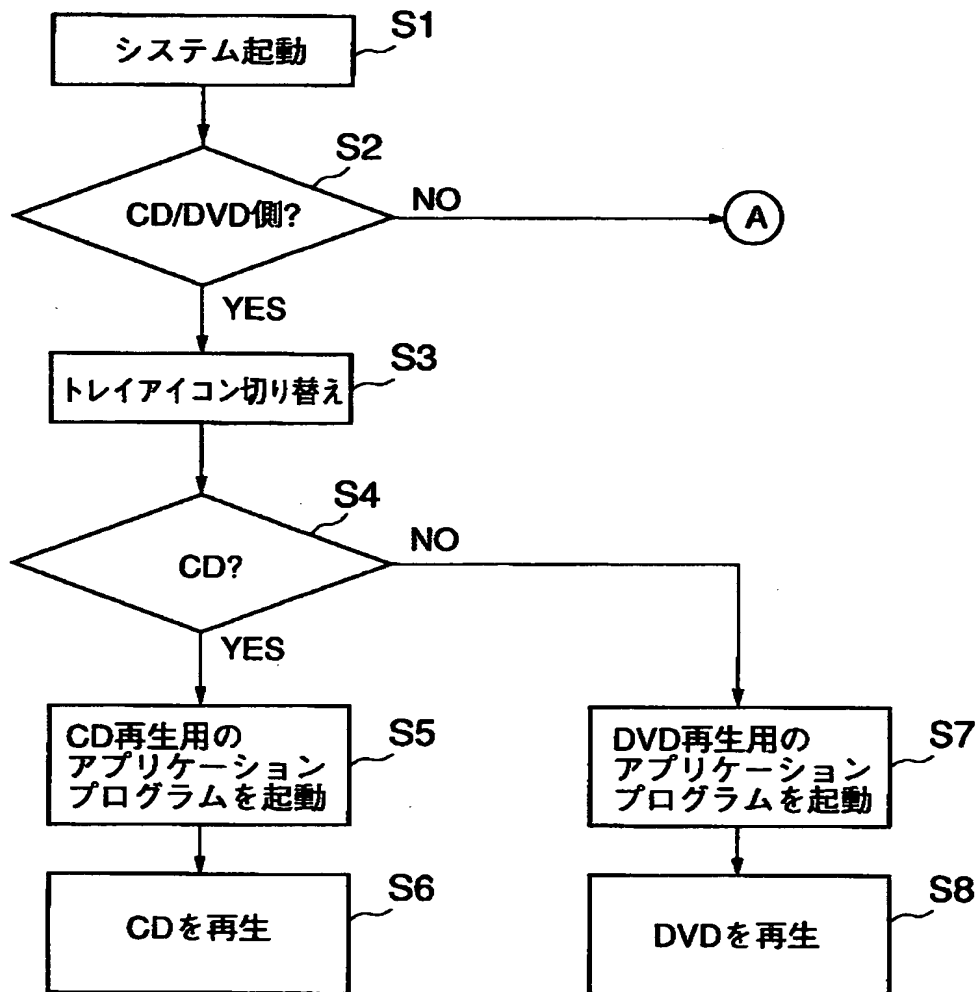 システム起動
S1
CD/DVD側?
S2
NO
A
YES
トレイアイコン切り替え
S3
CD?
S4
NO
YES
CD再生用の
アプリケーション
プログラムを起動
S5
DVD再生用の
アプリケーション
プログラムを起動
S7
CDを再生
S6
DVDを再生
S8